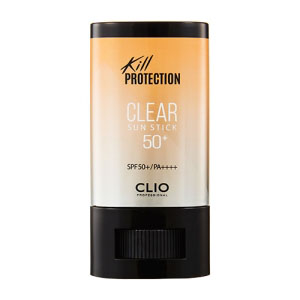 Kill
PROTECTION
CLEAR
SUN STICK
50+
SPF50+/PA++++
CLIO
PROFESSIONAL